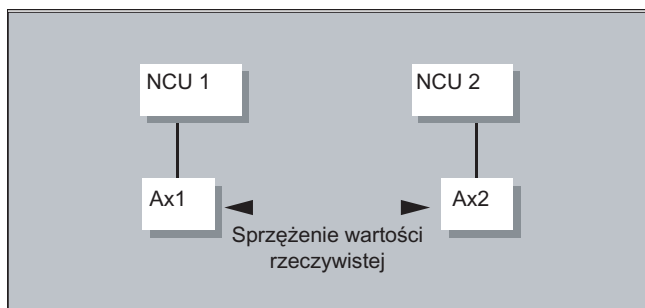 NCU 1
NCU 2
Ax1
Ax2
Sprzężenie wartości
rzeczywistej